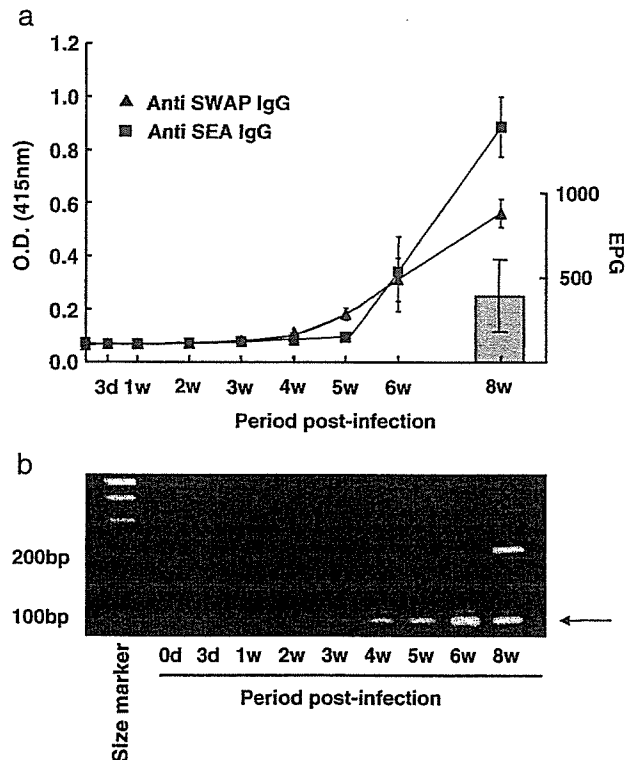 a
1.2
1.0
0.8
0.6
0.4
0.2
0.0
O.D. (415nm)
Anti SWAP IgG
Anti SEA IgG
1000
500
EPG
3d 1w 2w 3w 4w 5w 6w 8w
Period post-infection
b
200bp
100bp
Size marker
0d 3d 1w 2w 3w 4w 5w 6w 8w
Period post-infection